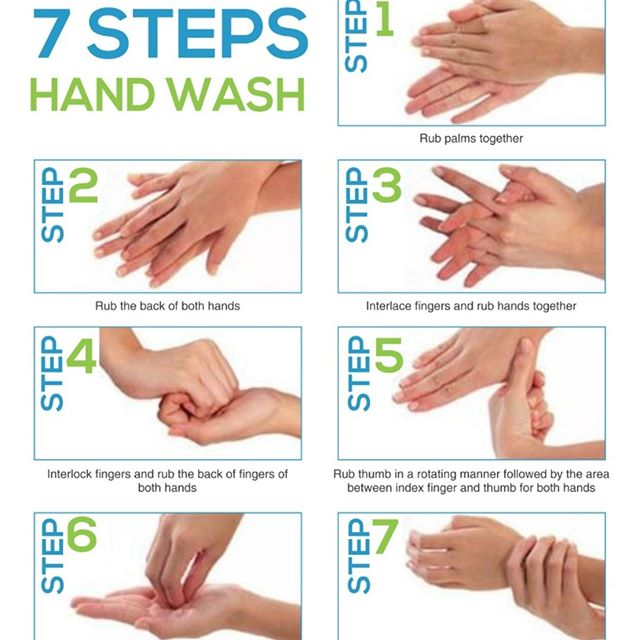 7 STEPS
HAND WASH
STEP 1
Rub palms together
STEP 2
Rub the back of both hands
STEP 3
Interlace fingers and rub hands together
STEP 4
Interlock fingers and rub the back of fingers of
both hands
STEP 5
Rub thumb in a rotating manner followed by the area
between index finger and thumb for both hands
STEP 6
STEP 7